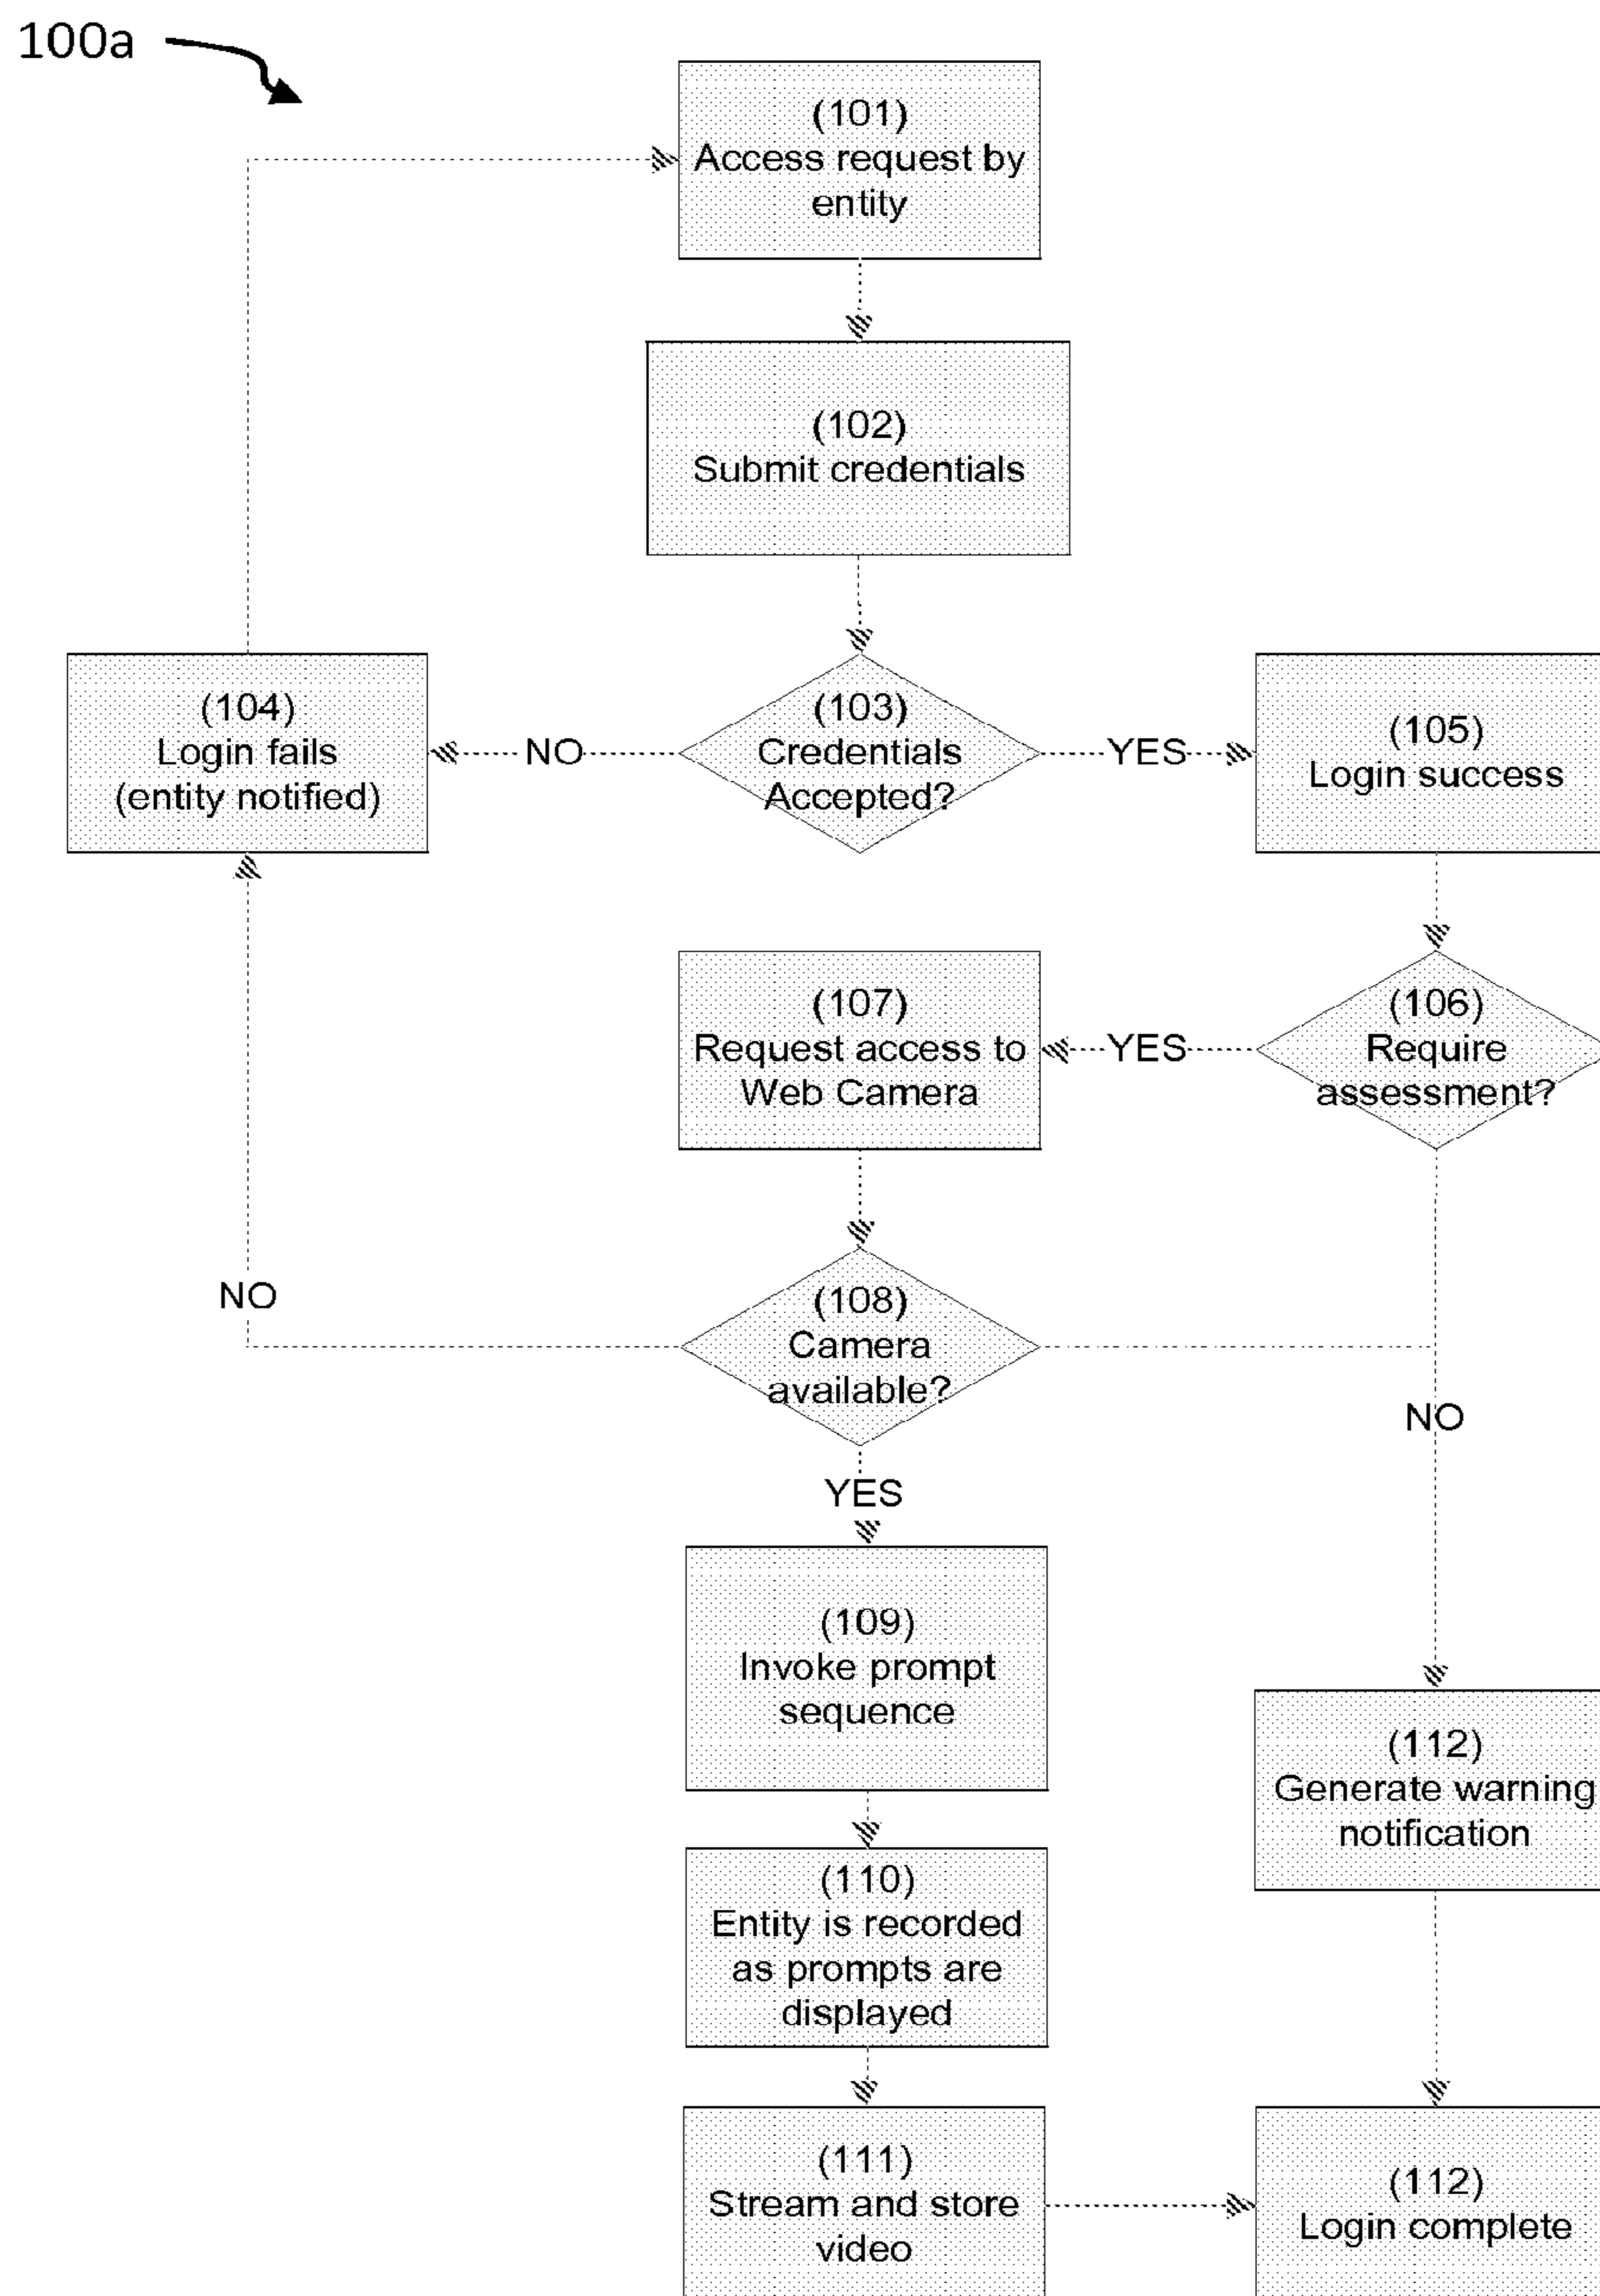 100a
(101)
Access request by
entity
(102)
Submit credentials
(103)
Credentials
Accepted?
NO
YES
(104)
Login fails
(entity notified)
(105)
Login success
(106)
Require
assessment?
YES
(107)
Request access to
Web Camera
(108)
Camera
available?
NO
NO
YES
(109)
Invoke prompt
sequence
(112)
Generate warning
notification
(110)
Entity is recorded
as prompts are
displayed
(111)
Stream and store
video
(112)
Login complete